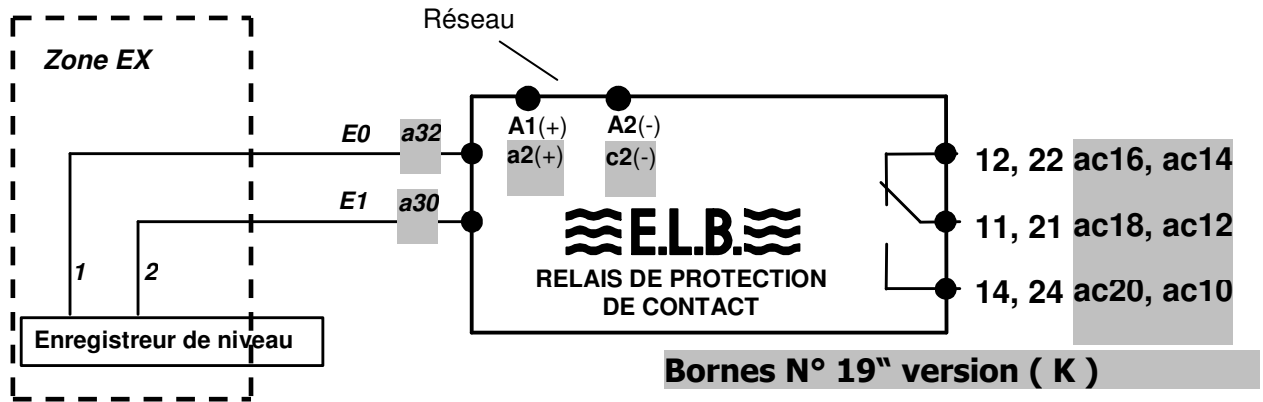 Réseau
Zone EX
E0 a32
A1(+) A2(-)
a2(+) c2(-)
12, 22 ac16, ac14
E1 a30
E.L.B.
11, 21 ac18, ac12
1 2
RELAIS DE PROTECTION
DE CONTACT
14, 24 ac20, ac10
Enregistreur de niveau
Bornes N° 19‟ version ( K )